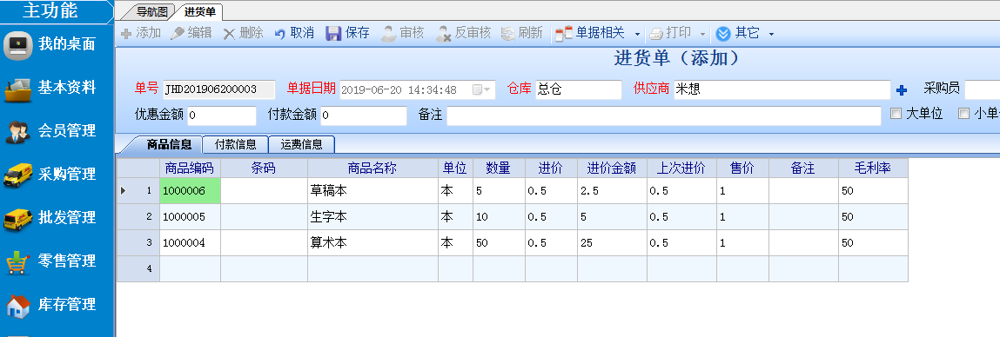 主功能
导航图 进货单
添加 编辑 删除 取消 保存 审核 反审核 刷新 单据相关 打印 其它
我的桌面
基本资料
会员管理
采购管理
批发管理
零售管理
库存管理
进货单（添加）
单号 JHD201906200003 单据日期 2019-06-20 14:34:48 仓库 总仓 供应商 米想 采购员
优惠金额 0 付款金额 0 备注 大单位 小单
商品信息 付款信息 运费信息
商品编码 条码 商品名称 单位 数量 进价 进价金额 上次进价 售价 备注 毛利率
1 1000006 草稿本 本 5 0.5 2.5 0.5 1 50
2 1000005 生字本 本 10 0.5 5 0.5 1 50
3 1000004 算术本 本 50 0.5 25 0.5 1 50
4